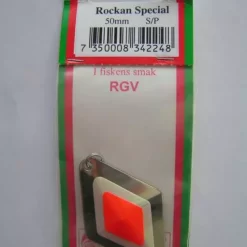 Rockan Special
50mm S/P
7 350008 342248
I fiskens smak
RGV